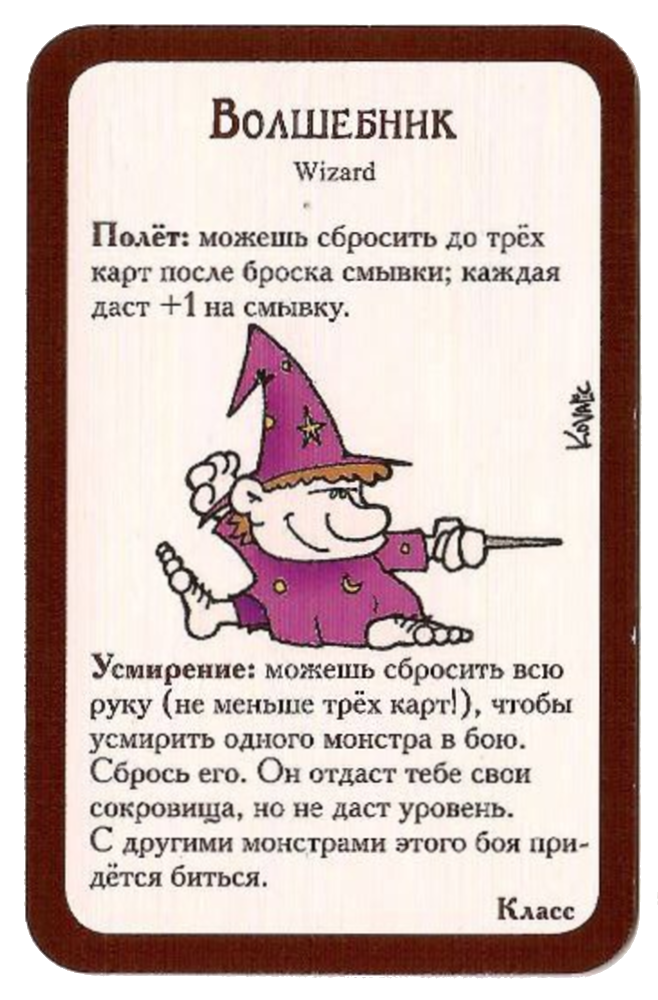 Волшебник
Wizard
Полёт: можешь сбросить до трёх
карт после броска смывки; каждая
даст +1 на смывку.
Kovalic
Усмирение: можешь сбросить всю
руку (не меньше трёх карт!), чтобы
усмирить одного монстра в бою.
Сбрось его. Он отдаст тебе свои
сокровища, но не даст уровень.
С другими монстрами этого боя при-
дётся биться.
Класс